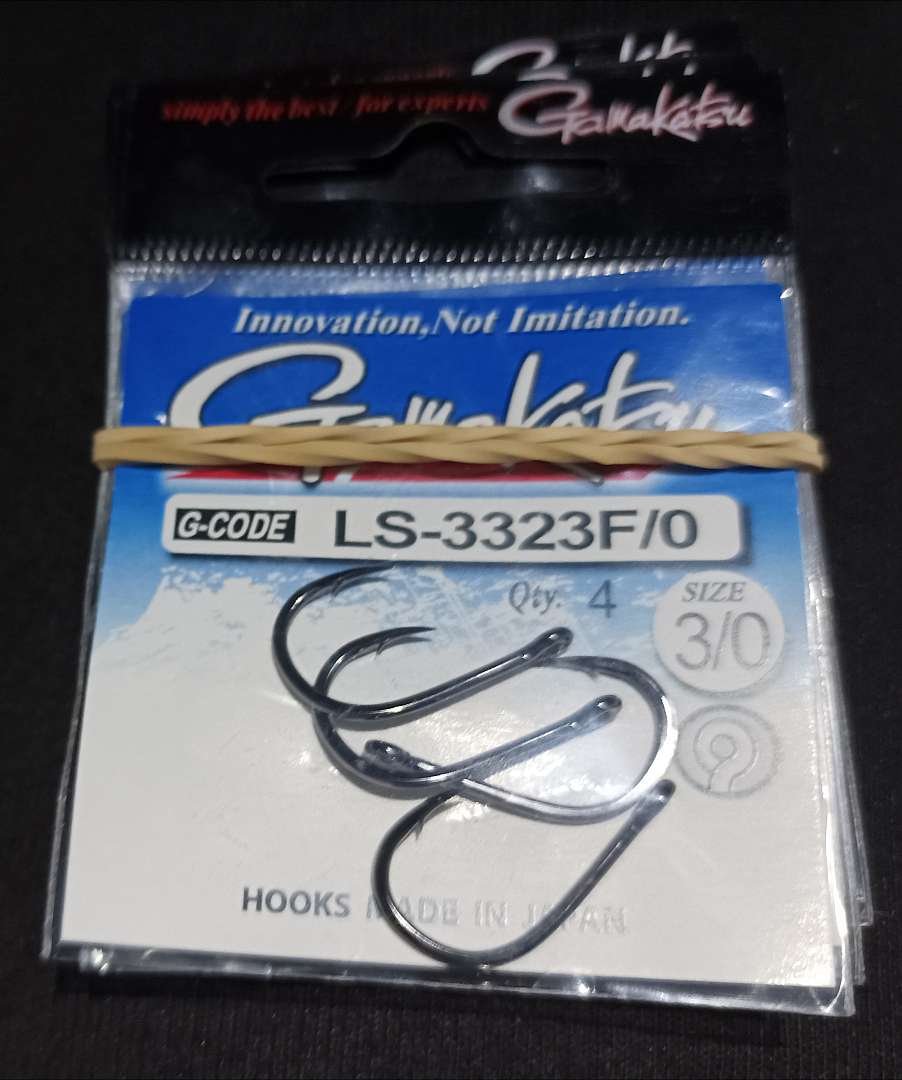 simply the best - for experts Gamakatsu
Innovation,Not Imitation.
Gamakatsu
G-CODE LS-3323F/0
Qty. 4
SIZE
3/0
HOOKS MADE IN JAPAN